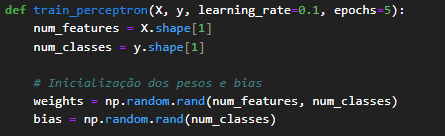 def train_perceptron(X, y, learning_rate=0.1, epochs=5):
    num_features = X.shape[1]
    num_classes = y.shape[1]

    # Inicialização dos pesos e bias
    weights = np.random.rand(num_features, num_classes)
    bias = np.random.rand(num_classes)